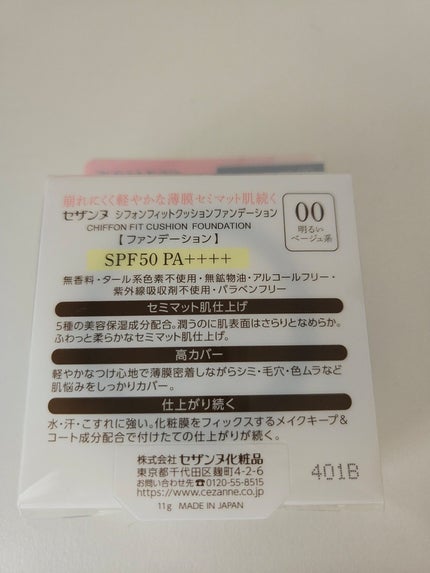 崩れにくく軽やかな薄膜セミマット肌続く
セザンヌ シフォンフィットクッションファンデーション
CHIFFON FIT CUSHION FOUNDATION
【ファンデーション】
00
明るい
ベージュ系
SPF50 PA++++
無香料・タール系色素不使用・無鉱物油・アルコールフリー・
紫外線吸収剤不使用・パラベンフリー
セミマット肌仕上げ
5種の美容保湿成分配合。潤うのに肌表面はさらりとなめらか。
ふわっと柔らかなセミマット肌仕上げ。
高カバー
軽やかなつけ心地で薄膜密着しながらシミ・毛穴・色ムラなど
肌悩みをしっかりカバー。
仕上がり続く
水・汗・こすれに強い。化粧膜をフィックスするメイクキープ&
コート成分配合で付けたての仕上がりが続く。
株式会社 セザンヌ化粧品
東京都千代田区麹町4-2-6
お問い合わせ先☎0120-55-8515
https://www.cezanne.co.jp
11g MADE IN JAPAN
401B